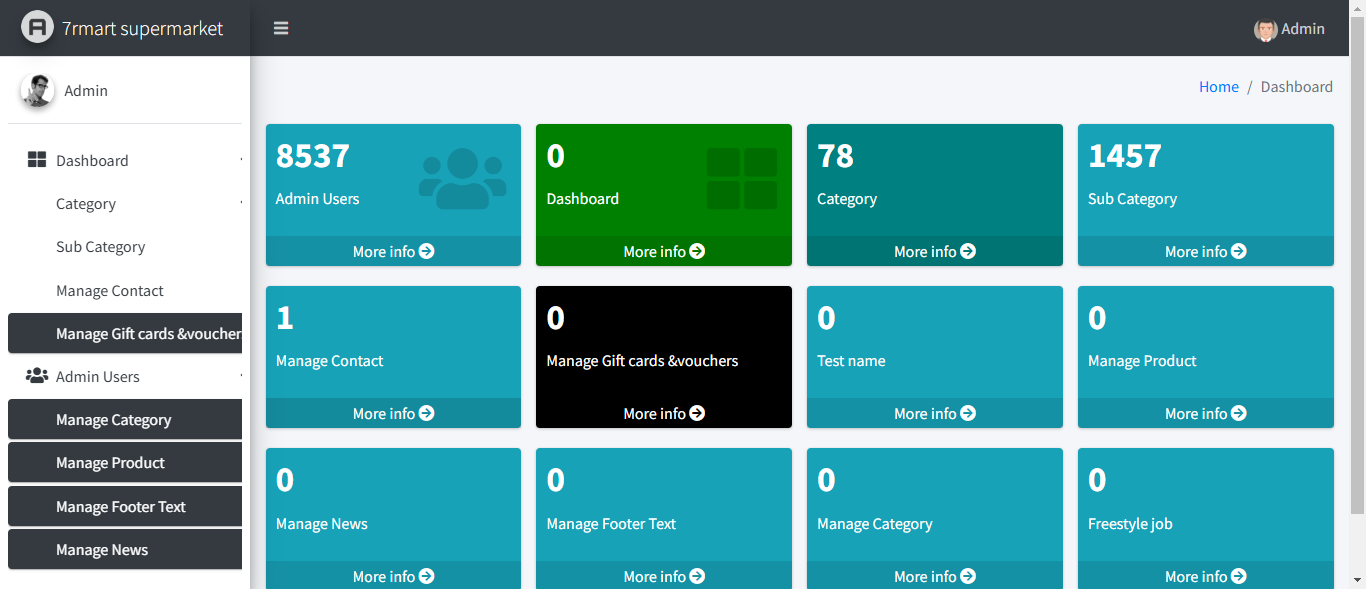 7rmart supermarket
Admin
Admin
Home / Dashboard
Dashboard
Category
Sub Category
Manage Contact
Manage Gift cards &voucher
Admin Users
Manage Category
Manage Product
Manage Footer Text
Manage News
8537
Admin Users
More info
0
Dashboard
More info
78
Category
More info
1457
Sub Category
More info
1
Manage Contact
More info
0
Manage Gift cards &vouchers
More info
0
Test name
More info
0
Manage Product
More info
0
Manage News
More info
0
Manage Footer Text
More info
0
Manage Category
More info
0
Freestyle job
More info